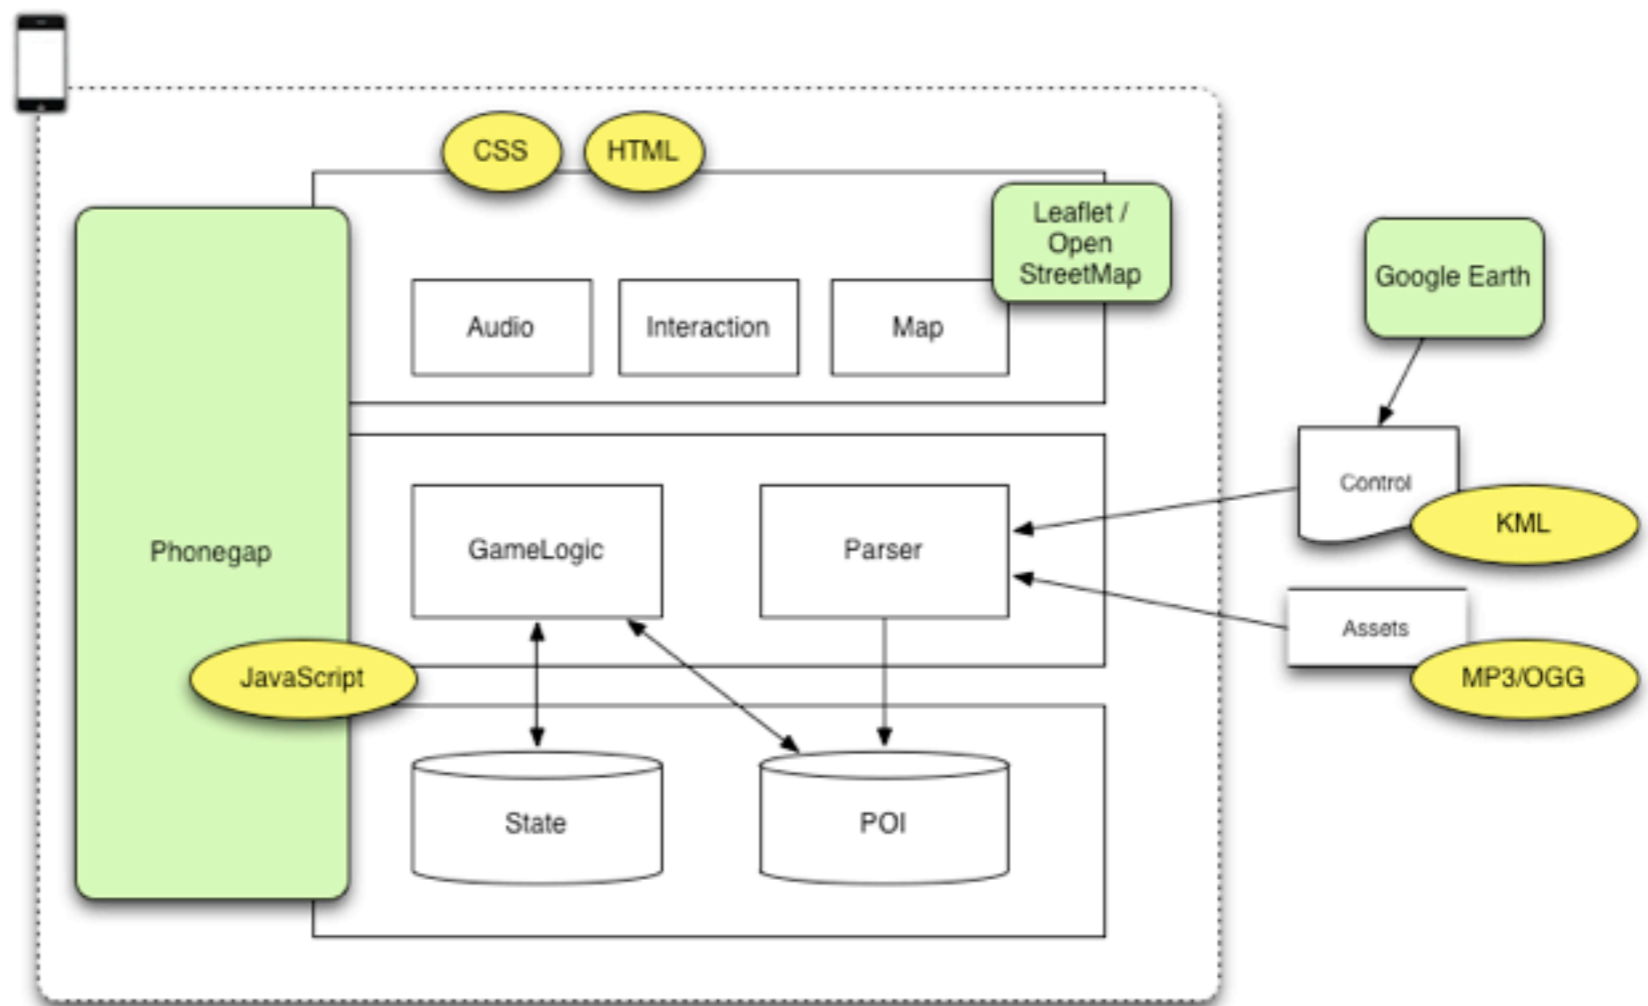 CSS
HTML
Leaflet /
Open
StreetMap
Google Earth
Audio
Interaction
Map
Control
KML
Phonegap
GameLogic
Parser
Assets
JavaScript
MP3/OGG
State
POI